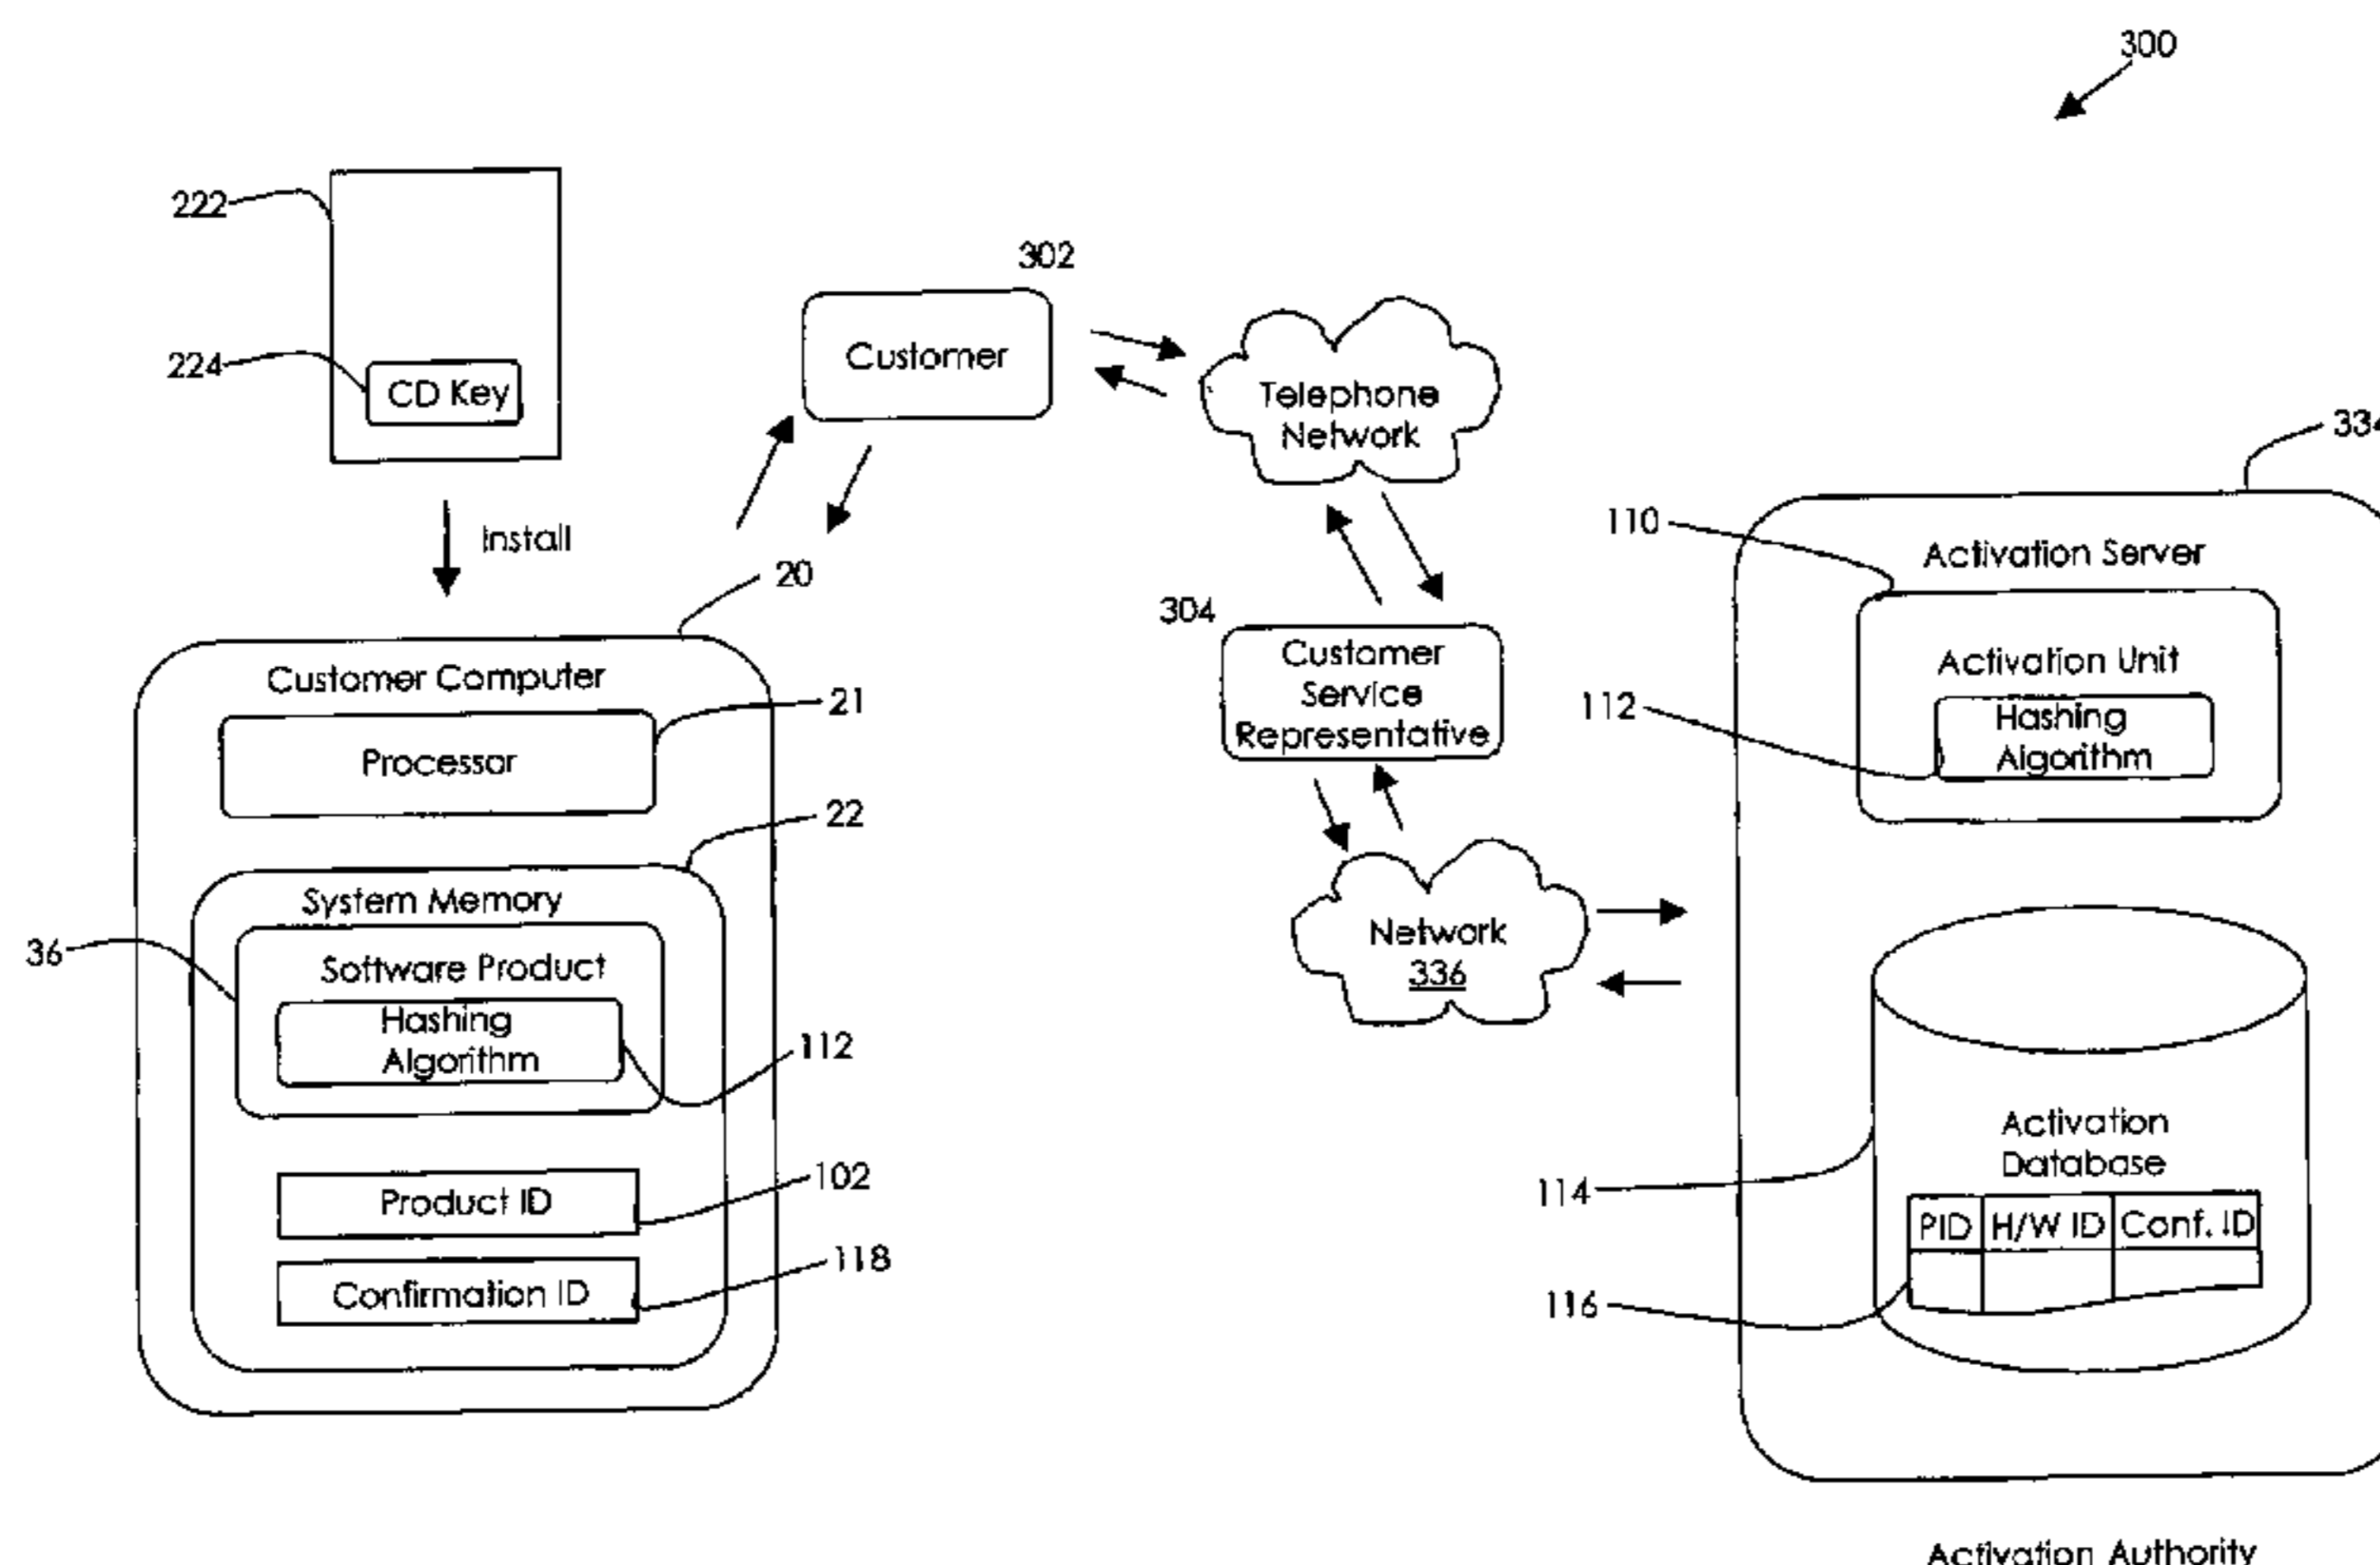 300
222
302
224
CD Key
Customer
Telephone
Network
Install
20
304
Customer
Service
Representative
Customer Computer
21
Processor
22
System Memory
36
Software Product
Hashing
Algorithm
112
Product ID
102
Confirmation ID
118
Network
336
334
110
Activation Server
Activation Unit
112
Hashing
Algorithm
Activation
Database
114
PID H/W ID Conf. ID
116
Activation Authority